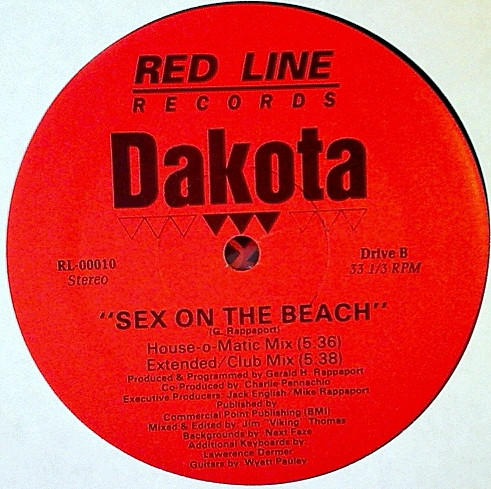 RED LINE
RECORDS
Dakota
RL-00010
Stereo
Drive B
33 1/3 RPM
"SEX ON THE BEACH"
(G. Rappaport)
House-o-Matic Mix (5:36)
Extended/Club Mix (5:38)
Produced & Programmed by Gerald H. Rappaport
Co-Produced by: Charlie Pennachio
Executive Producers: Jack English/Mike Rappaport
Published by
Commercial Point Publishing (BMI)
Mixed & Edited by: Jim "Viking" Thomas
Backgrounds by: Next Faze
Additional Keyboards by:
Lawerence Dermer
Guitars by: Wyatt Pauley